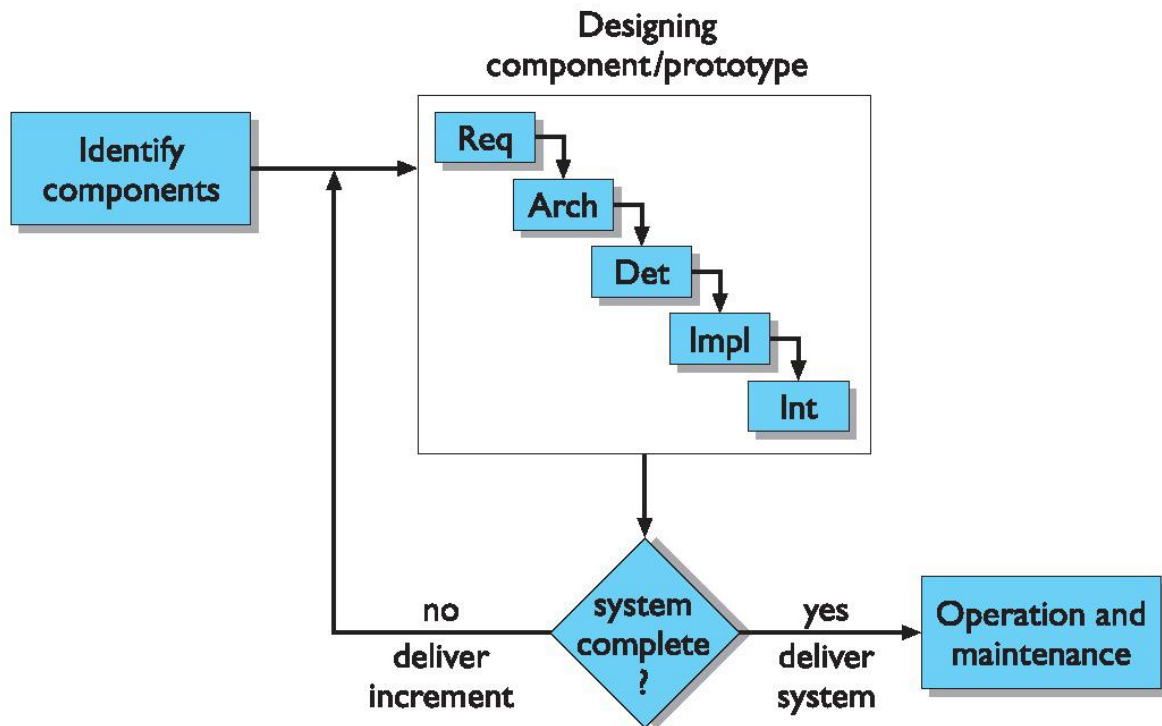 Designing
component/prototype
Identify
components
Req
Arch
Det
Impl
Int
no
deliver
increment
system
complete
?
yes
deliver
system
Operation and
maintenance